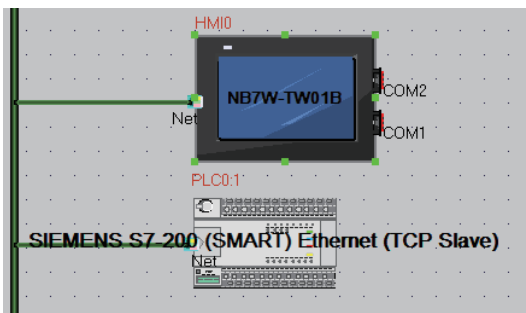 HMI0
NB7W-TW01B
COM2
Net
COM1
PLC0:1
SIEMENS S7-200 (SMART) Ethernet (TCP Slave)
Net